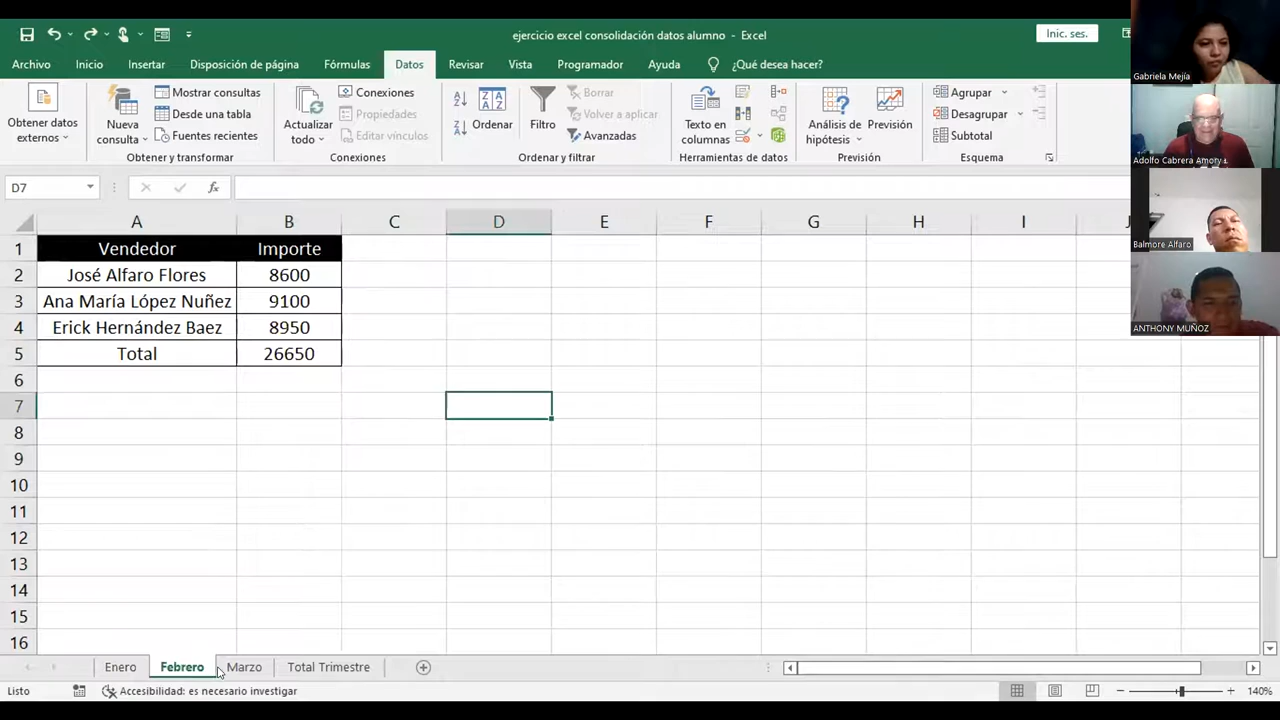 ejercicio excel consolidación datos alumno - Excel
Inic. ses.
Archivo Inicio Insertar Disposición de página Fórmulas Datos Revisar Vista Programador Ayuda ¿Qué desea hacer?
Obtener datos externos
Nueva consulta
Mostrar consultas
Desde una tabla
Fuentes recientes
Obtener y transformar
Actualizar todo
Conexiones
Propiedades
Editar vínculos
Conexiones
Ordenar
Filtro
Borrar
Volver a aplicar
Avanzadas
Ordenar y filtrar
Texto en columnas
Herramientas de datos
Análisis de hipótesis
Previsión
Previsión
Agrupar
Desagrupar
Subtotal
Esquema
D7
fx
A B C D E F G H I J
1 Vendedor Importe
2 José Alfaro Flores 8600
3 Ana María López Nuñez 9100
4 Erick Hernández Baez 8950
5 Total 26650
6
7
8
9
10
11
12
13
14
15
16
Enero Febrero Marzo Total Trimestre
Listo Accesibilidad: es necesario investigar 140%
Gabriela Mejía
Adolfo Cabrera Amory
Balmore Alfaro
ANTHONY MUÑOZ